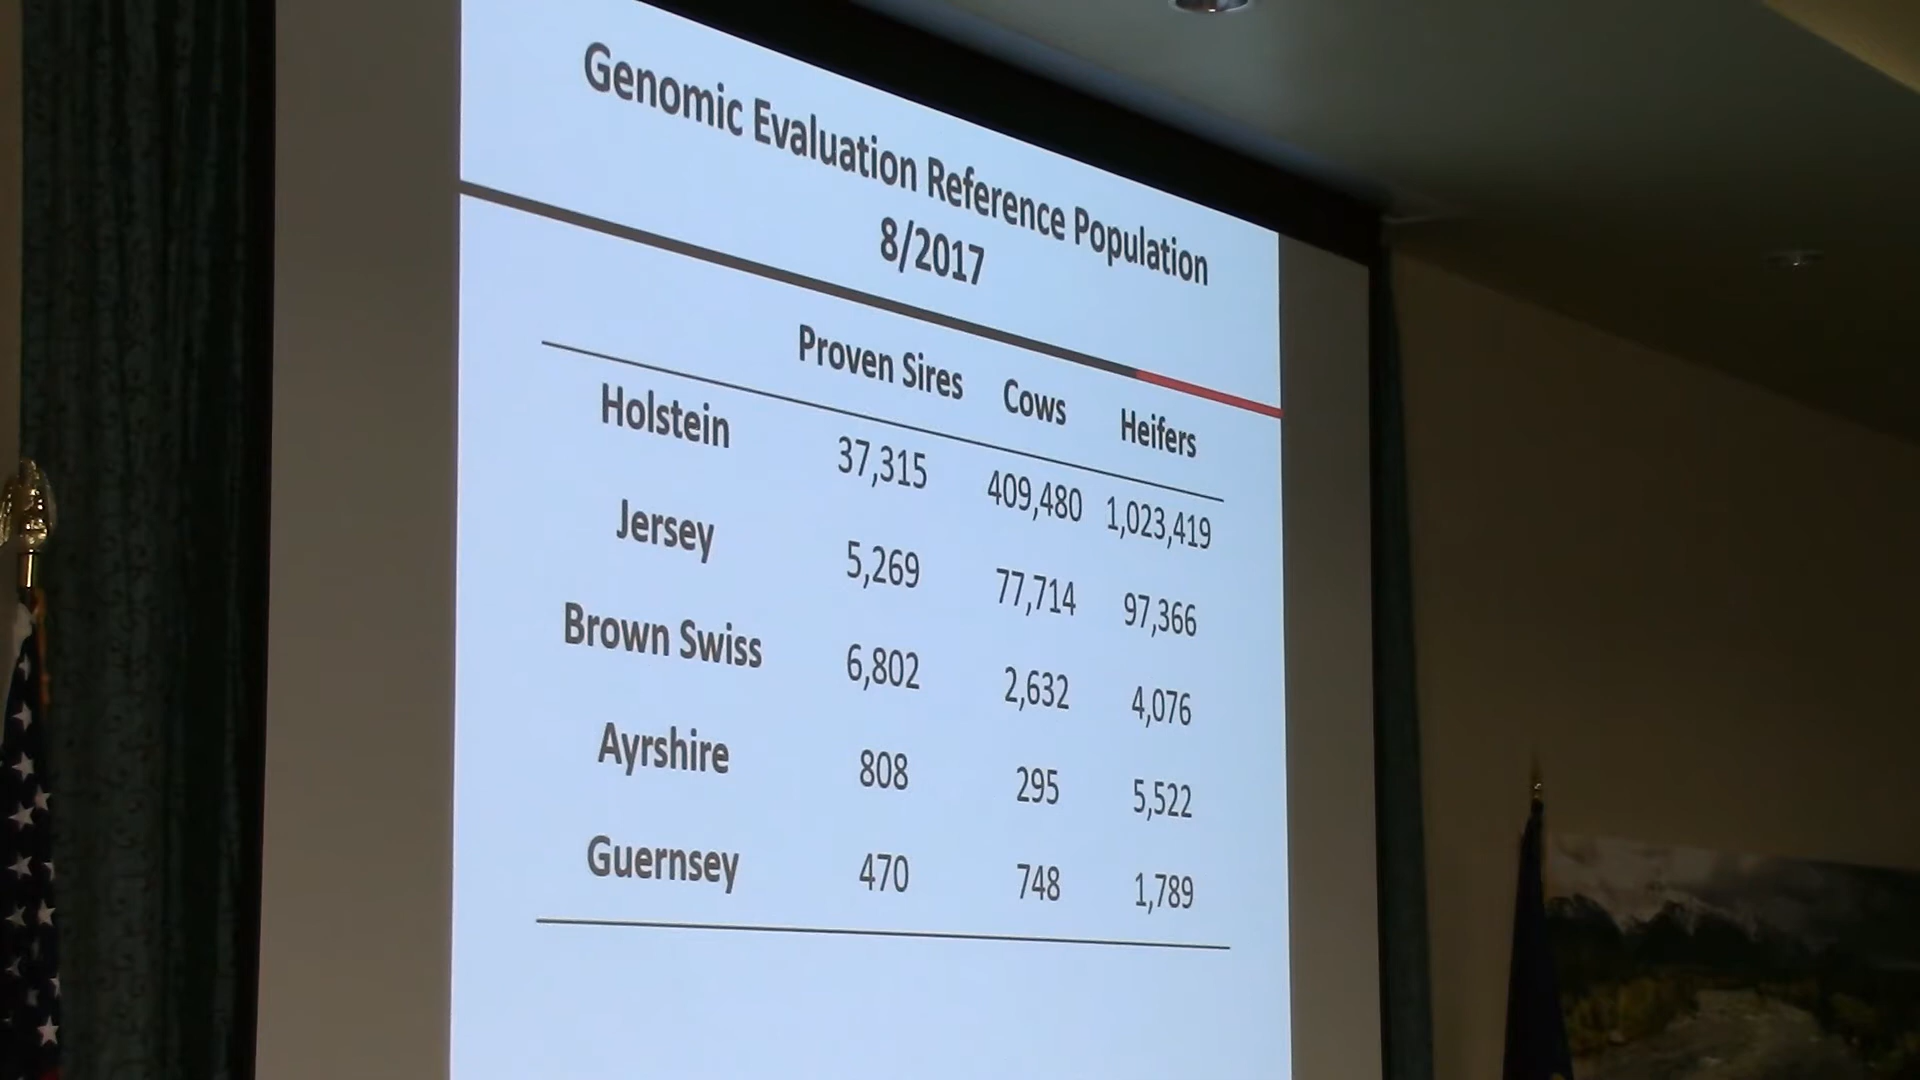 Genomic Evaluation Reference Population
8/2017
Proven Sires Cows Heifers
Holstein 37,315 409,480 1,023,419
Jersey 5,269 77,714 97,366
Brown Swiss 6,802 2,632 4,076
Ayrshire 808 295 5,522
Guernsey 470 748 1,789